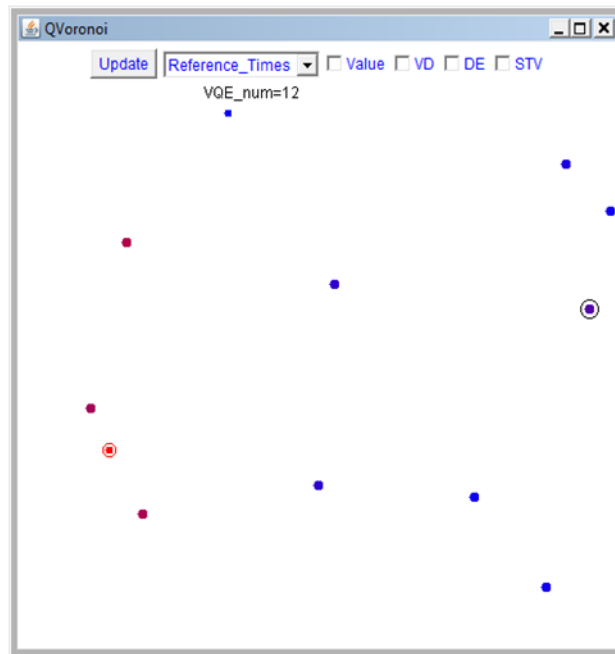 QVoronoi
Update Reference_Times Value VD DE STV
VQE_num=12